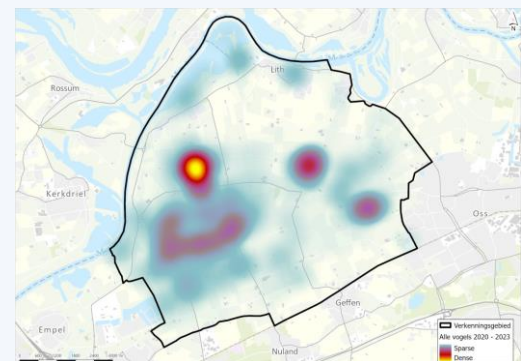 Lith
Rossum
Kerkdriel
Oss
Geffen
Empel
Nuland
N
Verkenningsgebied
Alle vogels 2020 - 2023
Sparse
Dense